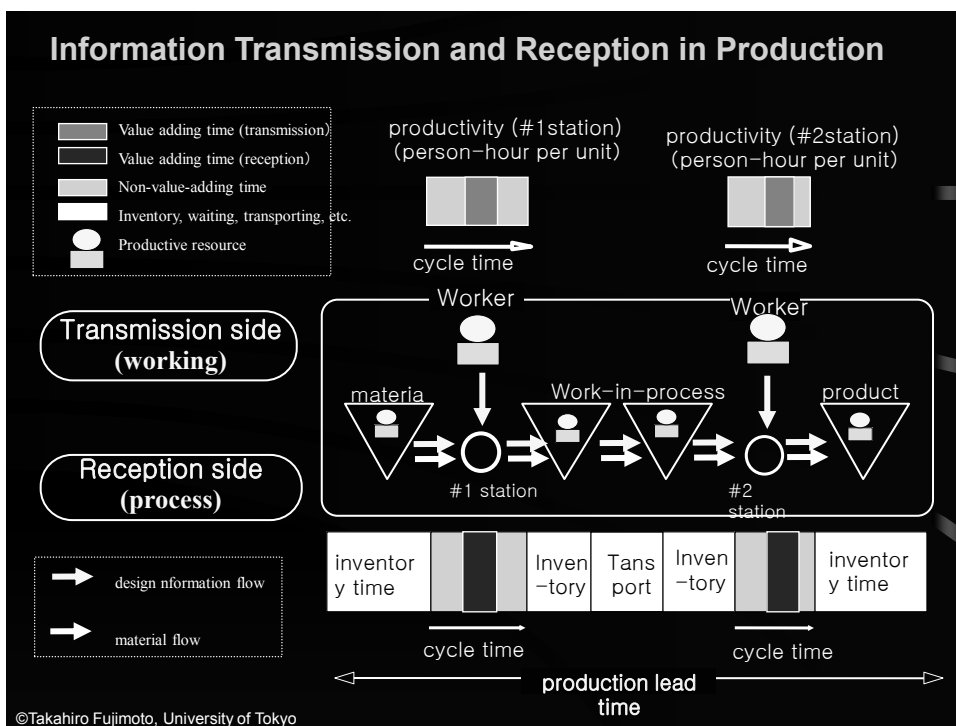 Information Transmission and Reception in Production
Value adding time (transmission)
Value adding time (reception)
Non-value-adding time
Inventory, waiting, transporting, etc.
Productive resource
productivity (#1station)
(person-hour per unit)
cycle time
productivity (#2station)
(person-hour per unit)
cycle time
Transmission side
(working)
Reception side
(process)
Worker
Worker
materia
Work-in-process
product
#1 station
#2
station
inventor
y time
Inven
-tory
Tans
port
Inven
-tory
inventor
y time
cycle time
cycle time
production lead
time
design nformation flow
material flow
©Takahiro Fujimoto, University of Tokyo